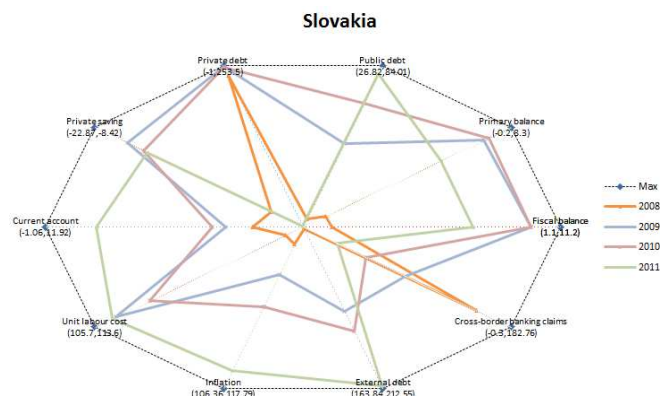 Slovakia
Private debt
(-1,253.5)
Public debt
(26.82,84.01)
Private saving
(-22.87,-8.42)
Primary balance
(-0.2,8.3)
Max
2008
2009
2010
2011
Current account
(-1.06,11.92)
Fiscal balance
(1.1,11.2)
Unit labour cost
(105.7,113.6)
Cross-border banking claims
(-0.3,182.76)
Inflation
(106.36,117.79)
External debt
(163.84,212.55)